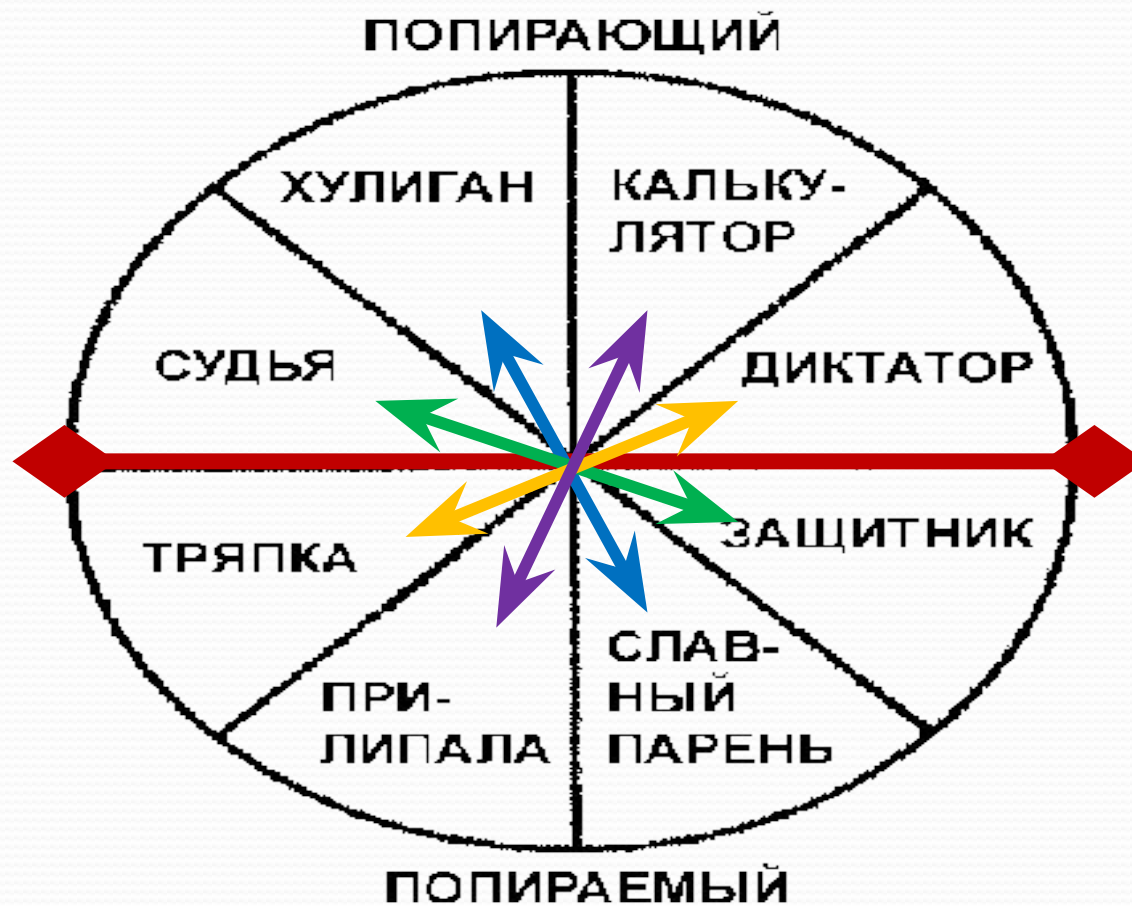 ПОПИРАЮЩИЙ
ХУЛИГАН
КАЛЬКУ-
ЛЯТОР
СУДЬЯ
ДИКТАТОР
ТРЯПКА
ЗАЩИТНИК
ПРИ-
ЛИПАЛА
СЛАВ-
НЫЙ
ПАРЕНЬ
ПОПИРАЕМЫЙ